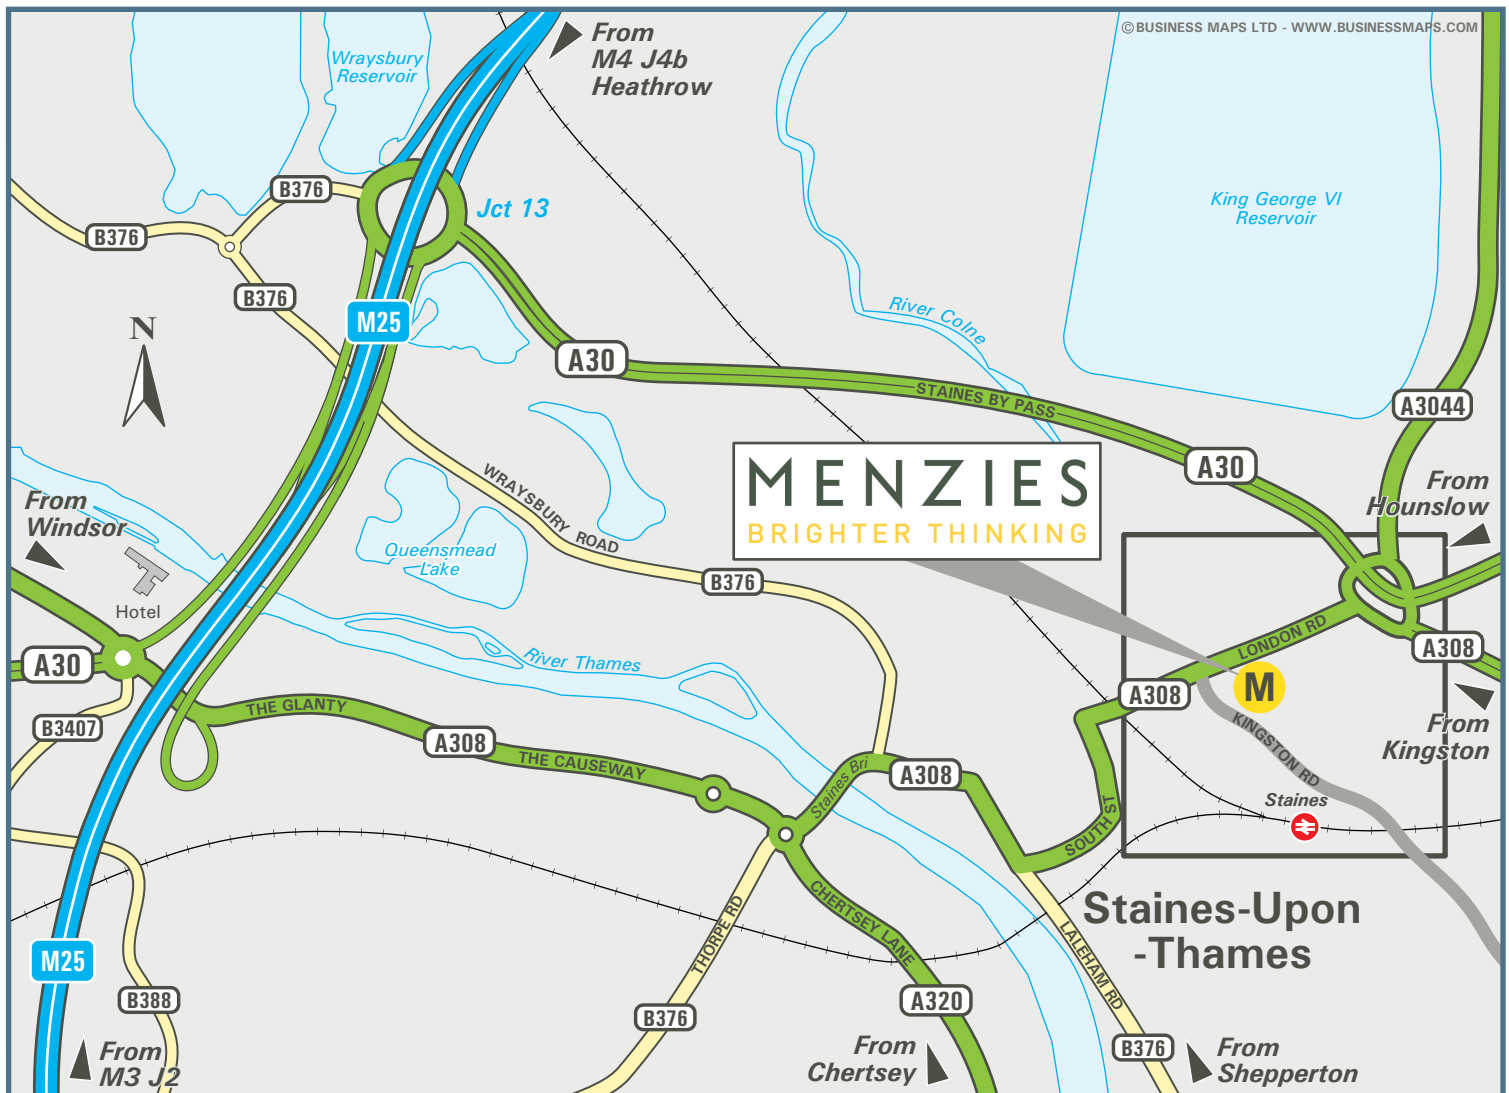 ©BUSINESS MAPS LTD - WWW.BUSINESSMAPS.COM
From
M4 J4b
Heathrow
Wraysbury
Reservoir
B376
Jct 13
King George VI
Reservoir
B376
B376
River Colne
M25
N
A30
STAINES BY PASS
A3044
A30
MENZIES
BRIGHTER THINKING
From
Hounslow
From
Windsor
WRAYSBURY ROAD
Queensmead
Lake
B376
Hotel
LONDON RD
A308
A30
River Thames
M
A308
THE GLANTY
B3407
A308
KINGSTON RD
From
Kingston
THE CAUSEWAY
Staines Bri
A308
Staines
SOUTH ST
CHERTSEY LANE
THORPE RD
Staines-Upon
-Thames
LALEHAM RD
M25
B388
A320
B376
From
M3 J2
From
Chertsey
B376
From
Shepperton